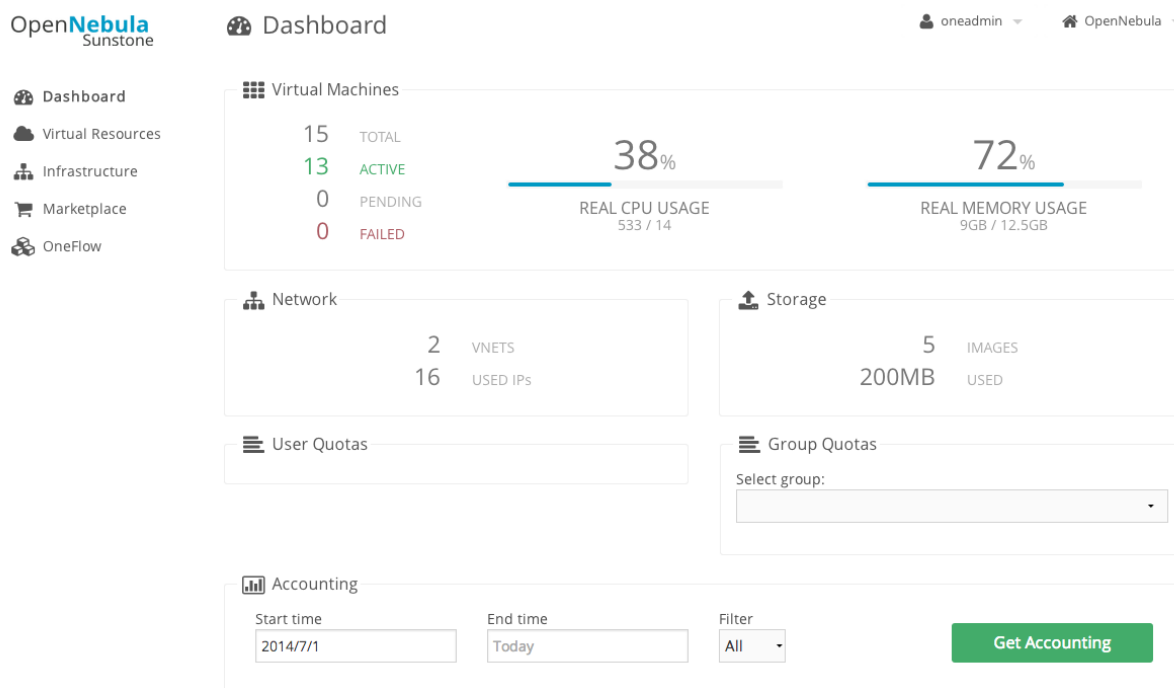 OpenNebula
Sunstone
Dashboard
oneadmin
OpenNebula
Dashboard
Virtual Resources
Infrastructure
Marketplace
OneFlow
Virtual Machines
15 TOTAL
13 ACTIVE
0 PENDING
0 FAILED
38%
REAL CPU USAGE
533 / 14
72%
REAL MEMORY USAGE
9GB / 12.5GB
Network
2 VNETS
16 USED IPs
Storage
5 IMAGES
200MB USED
User Quotas
Group Quotas
Select group:
Accounting
Start time
2014/7/1
End time
Today
Filter
All
Get Accounting